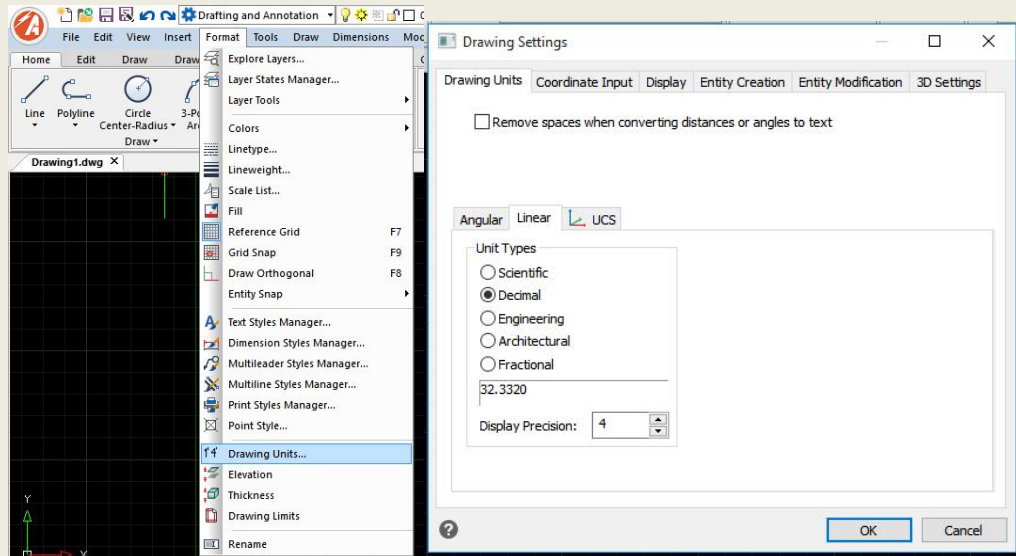 Drafting and Annotation
File Edit View Insert Format Tools Draw Dimensions
Home Edit Draw
Line Polyline Circle
Center-Radius
Draw
Drawing1.dwg X
Explore Layers...
Layer States Manager...
Layer Tools
Colors
Linetype...
Lineweight...
Scale List...
Fill
Reference Grid F7
Grid Snap F9
Draw Orthogonal F8
Entity Snap
Text Styles Manager...
Dimension Styles Manager...
Multileader Styles Manager...
Multiline Styles Manager...
Print Styles Manager...
Point Style...
Drawing Units...
Elevation
Thickness
Drawing Limits
Rename
Y
X
Drawing Settings
Drawing Units Coordinate Input Display Entity Creation Entity Modification 3D Settings
Remove spaces when converting distances or angles to text
Angular Linear UCS
Unit Types
Scientific
Decimal
Engineering
Architectural
Fractional
32.3320
Display Precision: 4
OK Cancel